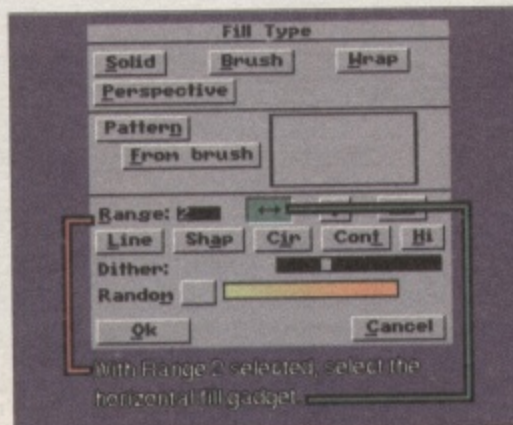 Fill Type
Solid Brush Wrap
Perspective
Pattern
From brush
Range: 2
Line Shap Cir Cont Hi
Dither:
Random
Ok Cancel
With Range 2 selected, select the
horizontal fill gadget.